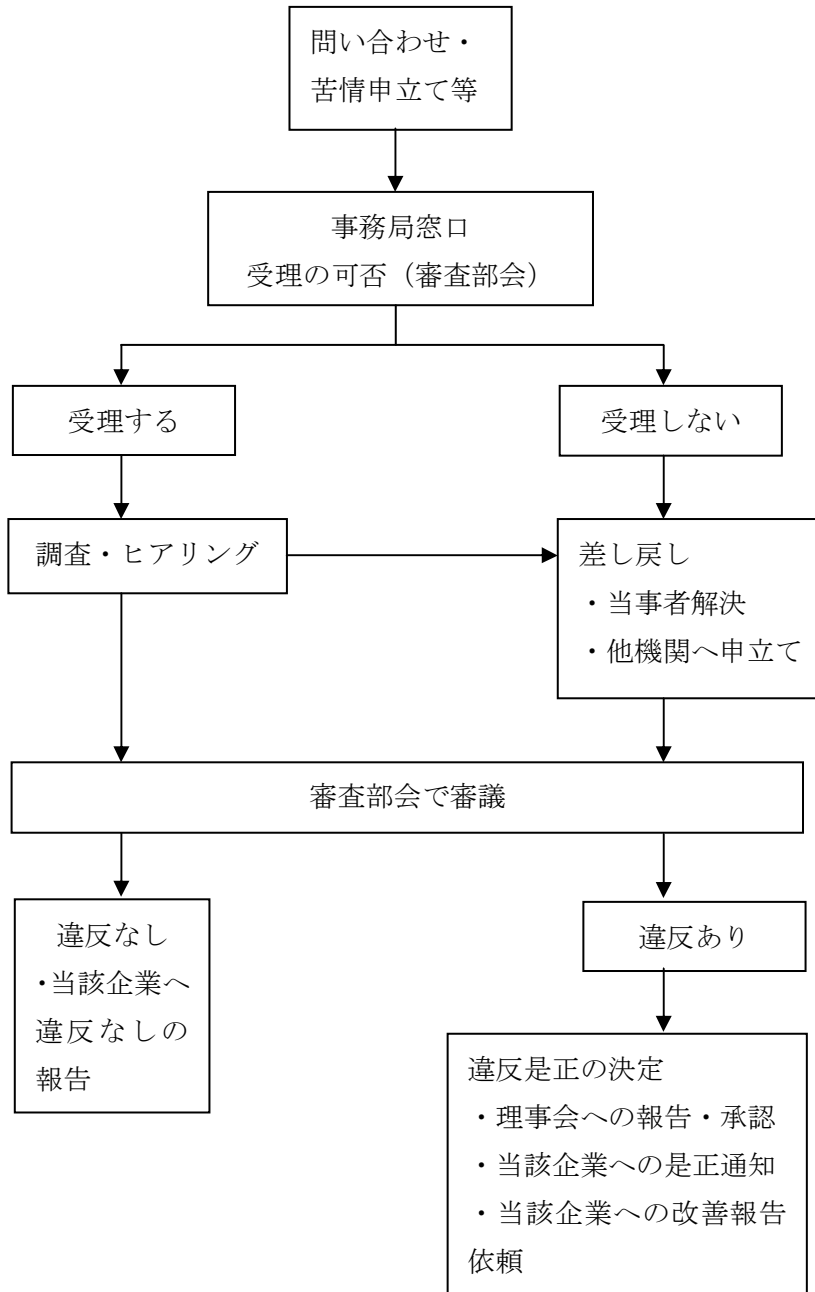 問い合わせ・
苦情申立て等
事務局窓口
受理の可否（審査部会）
受理する
受理しない
調査・ヒアリング
差し戻し
・当事者解決
・他機関へ申立て
審査部会で審議
違反なし
・当該企業へ
違反なしの
報告
違反あり
違反是正の決定
・理事会への報告・承認
・当該企業への是正通知
・当該企業への改善報告
依頼